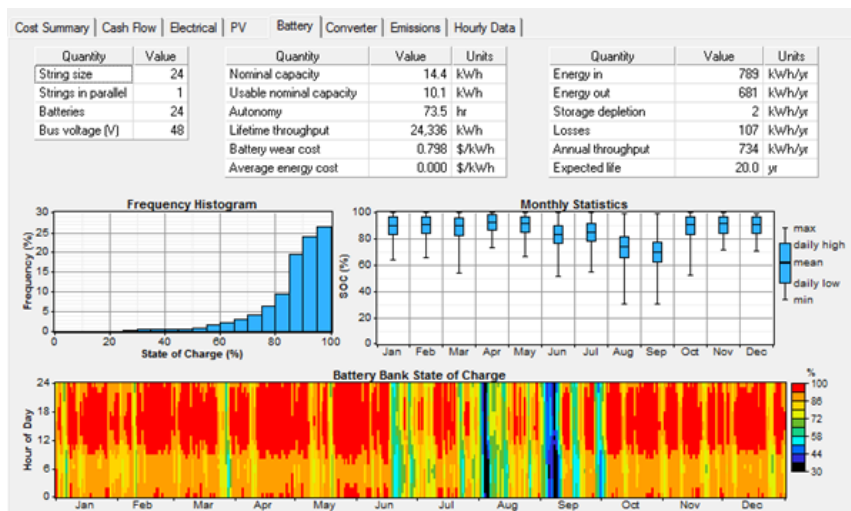 Cost Summary Cash Flow Electrical PV Battery Converter Emissions Hourly Data
Quantity Value
String size 24
Strings in parallel 1
Batteries 24
Bus voltage (V) 48
Quantity Value Units
Nominal capacity 14.4 kWh
Usable nominal capacity 10.1 kWh
Autonomy 73.5 hr
Lifetime throughput 24,336 kWh
Battery wear cost 0.798 $/kWh
Average energy cost 0.000 $/kWh
Quantity Value Units
Energy in 789 kWh/yr
Energy out 681 kWh/yr
Storage depletion 2 kWh/yr
Losses 107 kWh/yr
Annual throughput 734 kWh/yr
Expected life 20.0 yr
Frequency Histogram
Frequency (%)
30
25
20
15
10
5
0
0 20 40 60 80 100
State of Charge (%)
Monthly Statistics
SOC (%)
100
80
60
40
20
0
Jan Feb Mar Apr May Jun Jul Aug Sep Oct Nov Dec
max
daily high
mean
daily low
min
Battery Bank State of Charge
Hour of Day
24
18
12
6
0
Jan Feb Mar Apr May Jun Jul Aug Sep Oct Nov Dec
%
100
86
72
58
44
30